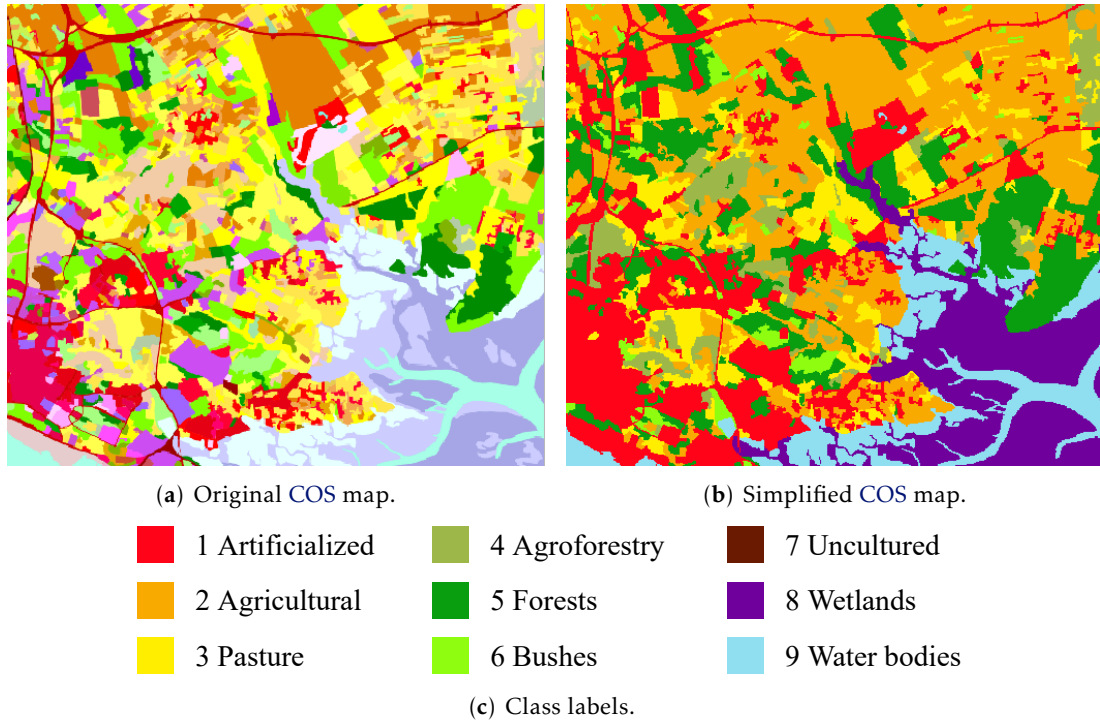 (a) Original COS map.
(b) Simplified COS map.
1 Artificialized
4 Agroforestry
7 Uncultured
2 Agricultural
5 Forests
8 Wetlands
3 Pasture
6 Bushes
9 Water bodies
(c) Class labels.